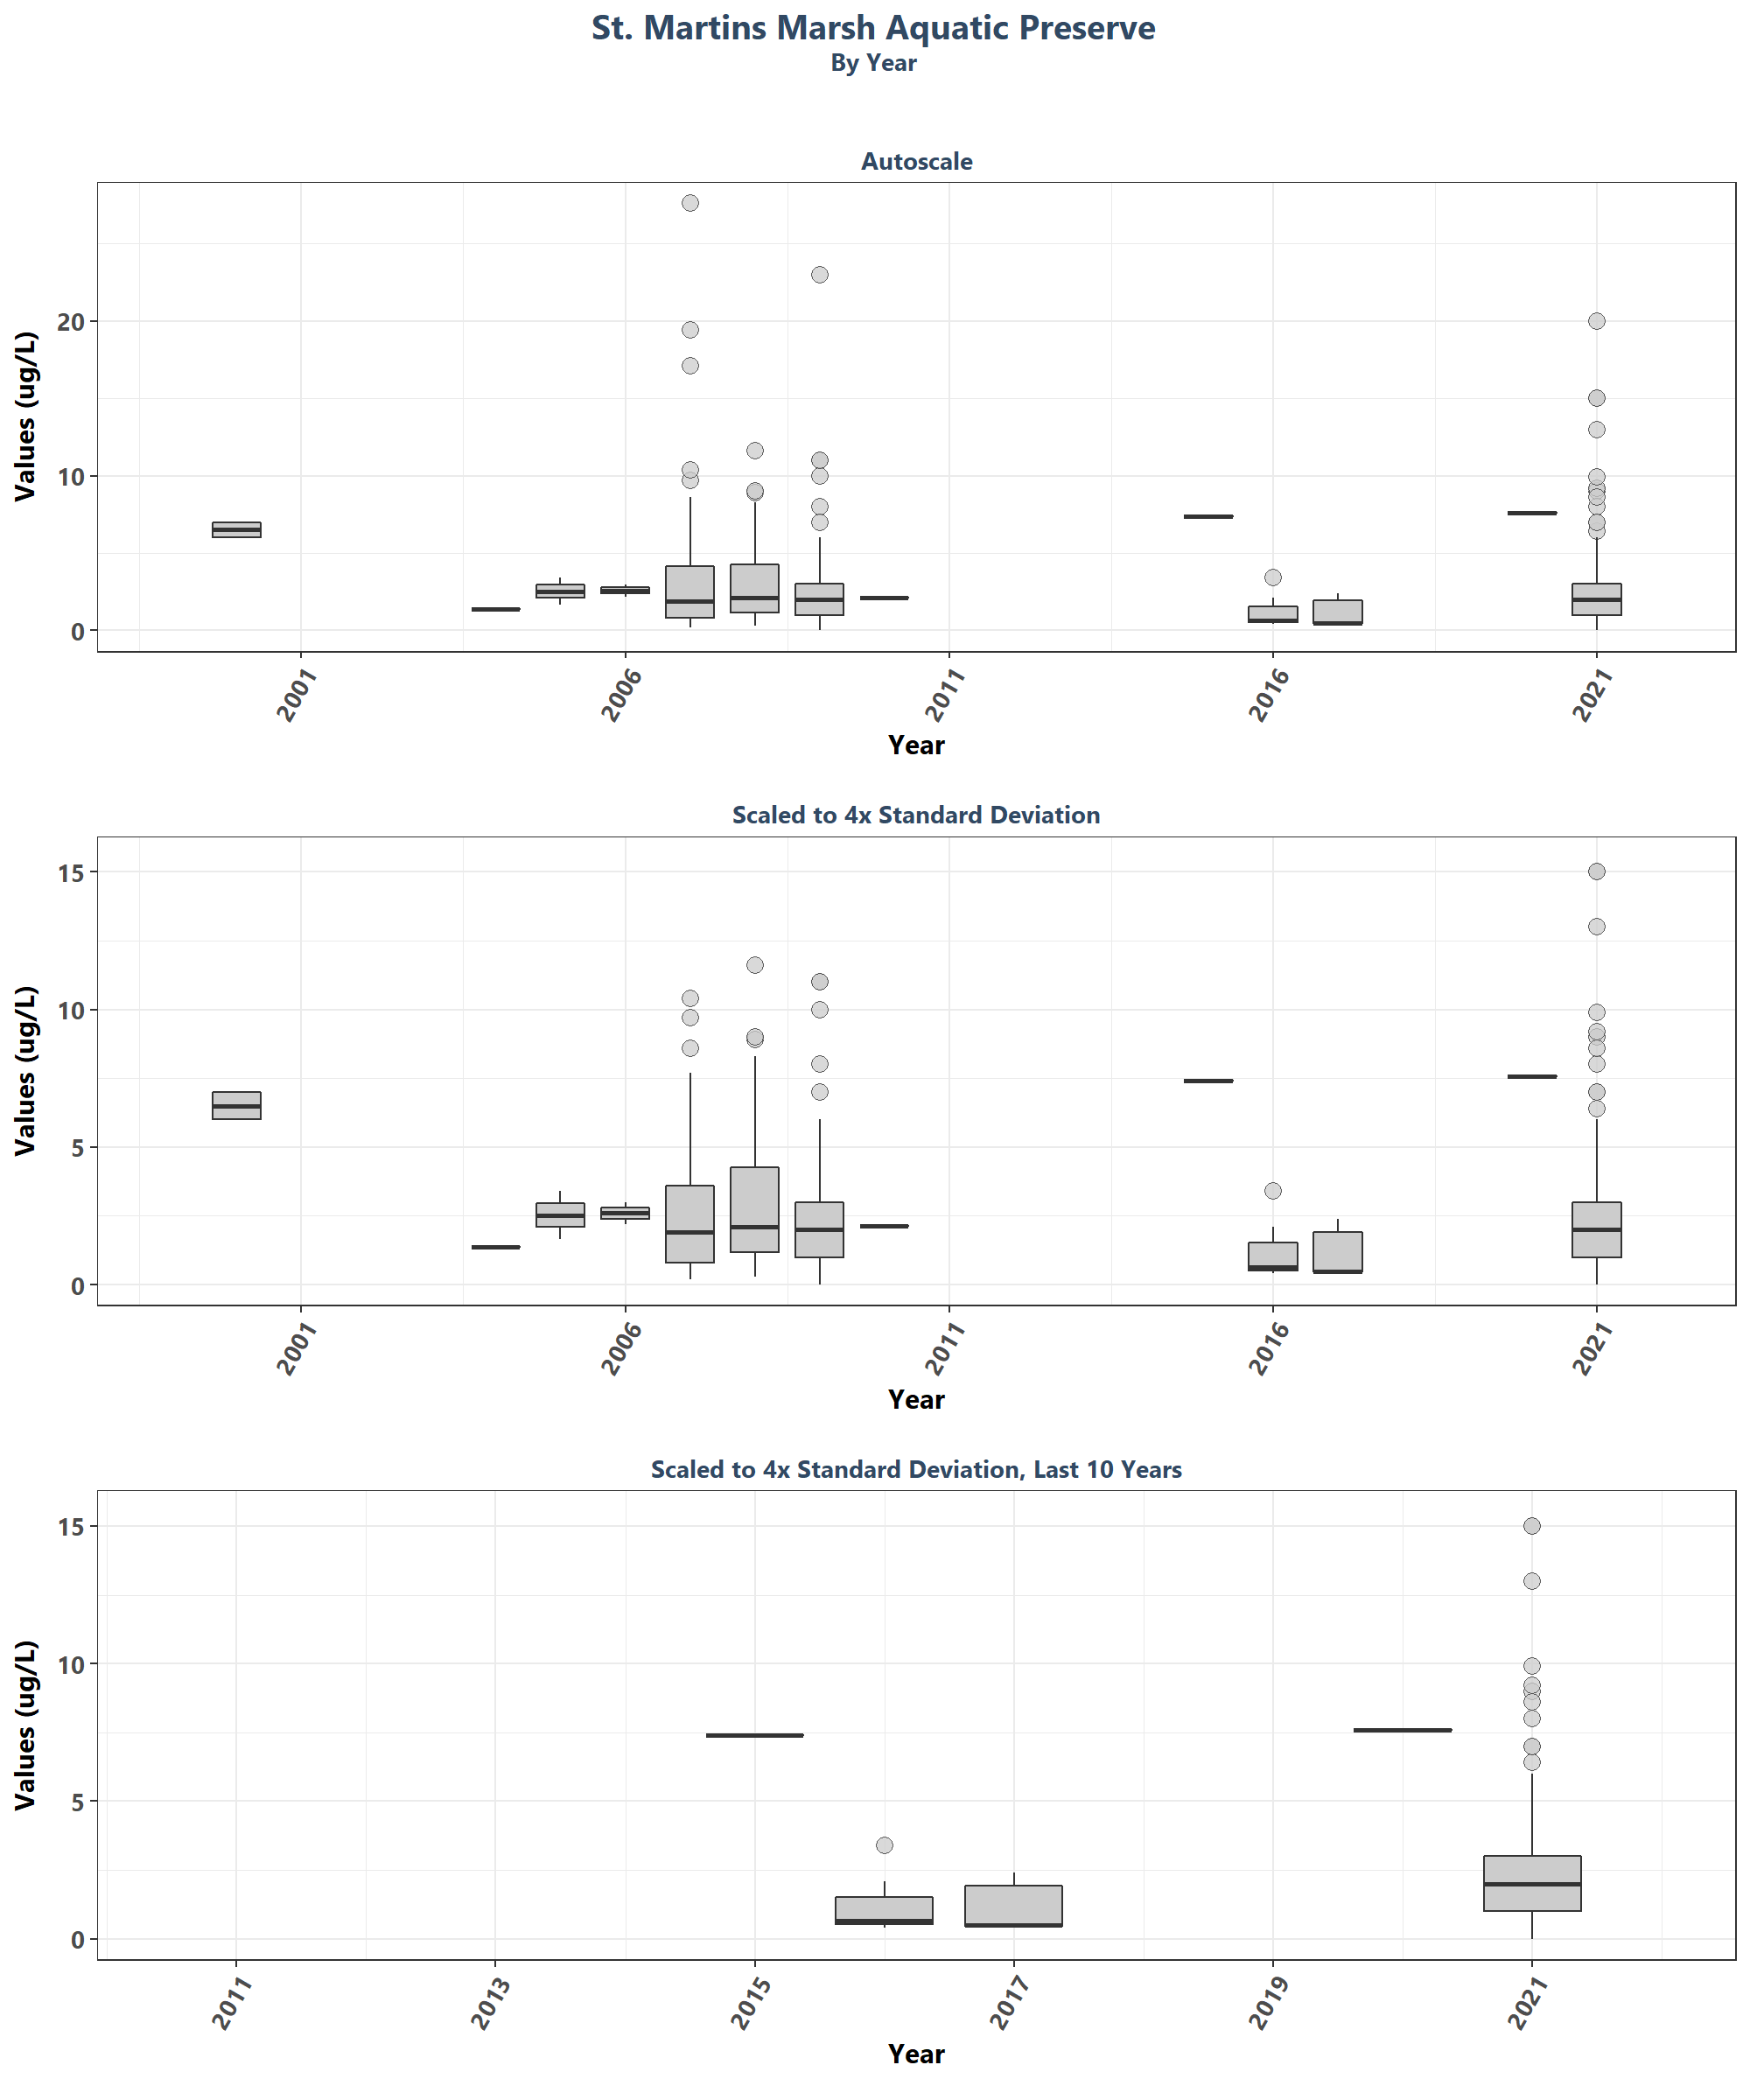 St. Martins Marsh Aquatic Preserve
By Year
Autoscale
Values (ug/L)
20
10
0
2001
2006
2011
2016
2021
Year
Scaled to 4x Standard Deviation
Values (ug/L)
15
10
5
0
2001
2006
2011
2016
2021
Year
Scaled to 4x Standard Deviation, Last 10 Years
Values (ug/L)
15
10
5
0
2011
2013
2015
2017
2019
2021
Year